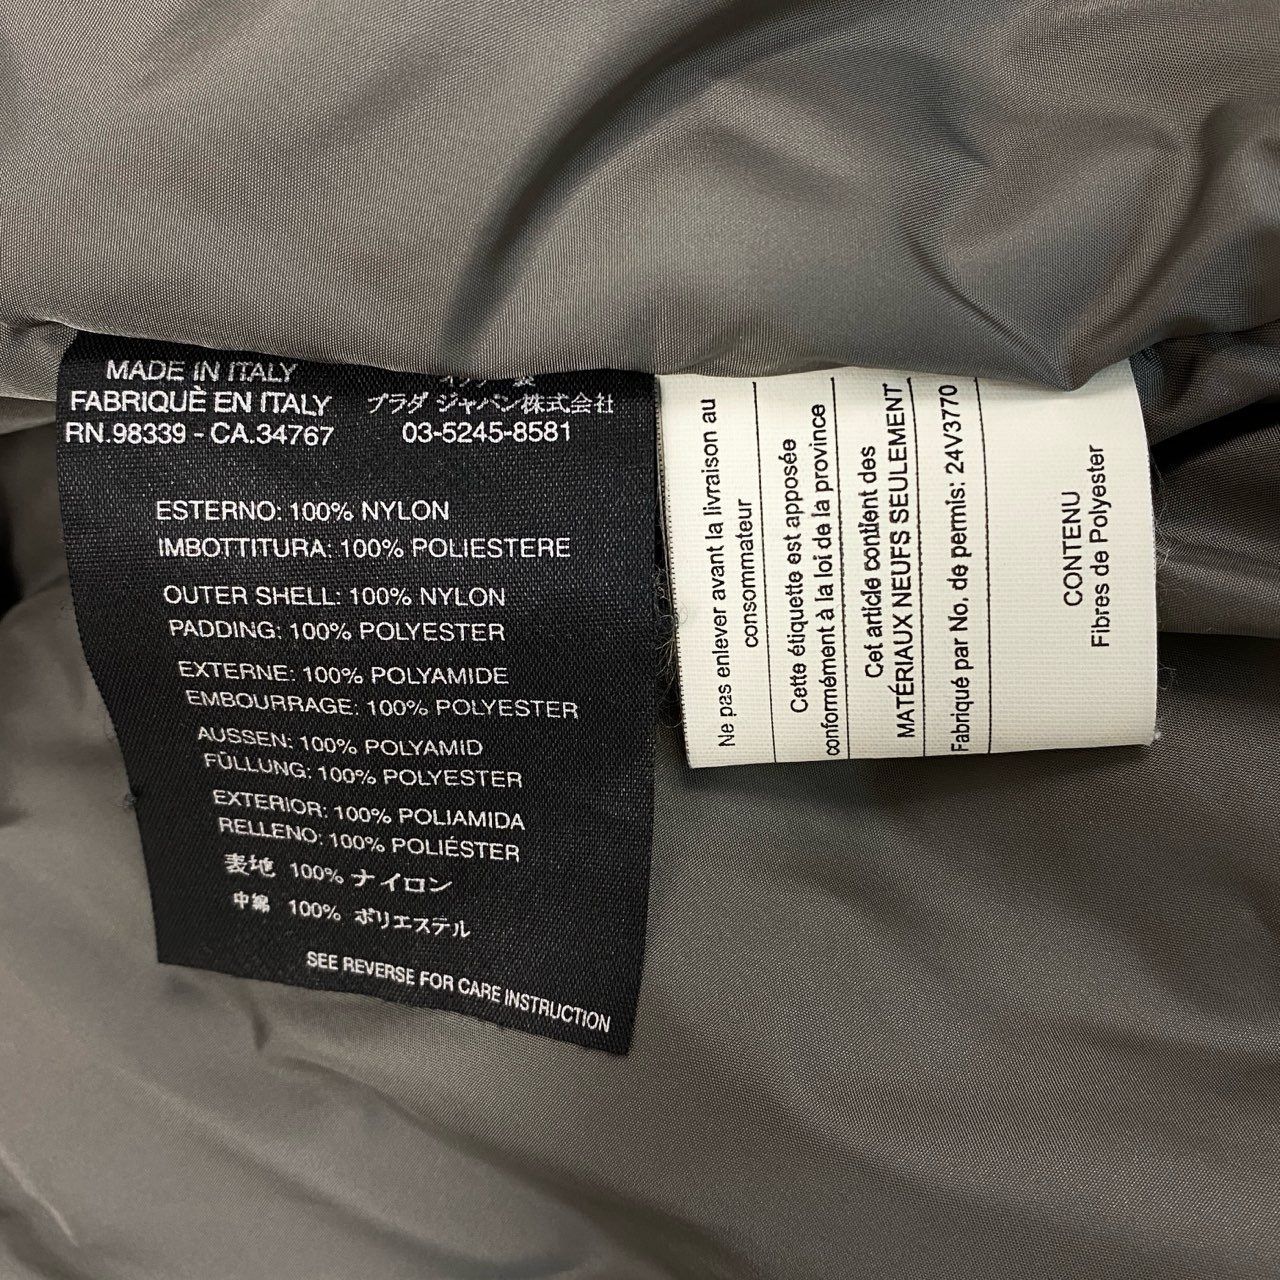 MADE IN ITALY
FABRIQUÈ EN ITALY
RN.98339 - CA.34767
プラダ ジャパン株式会社
03-5245-8581
ESTERNO: 100% NYLON
IMBOTTITURA: 100% POLIESTERE
OUTER SHELL: 100% NYLON
PADDING: 100% POLYESTER
EXTERNE: 100% POLYAMIDE
EMBOURRAGE: 100% POLYESTER
AUSSEN: 100% POLYAMID
FÜLLUNG: 100% POLYESTER
EXTERIOR: 100% POLIAMIDA
RELLENO: 100% POLIÉSTER
表地 100% ナイロン
中綿 100% ポリエステル
SEE REVERSE FOR CARE INSTRUCTION
Ne pas enlever avant la livraison au
consommateur
Cette étiquette est apposée
conformément à la loi de la province
Cet article contient des
MATÉRIAUX NEUFS SEULEMENT
Fabriqué par No, de permis: 24V3770
CONTENU
Fibres de Polyester